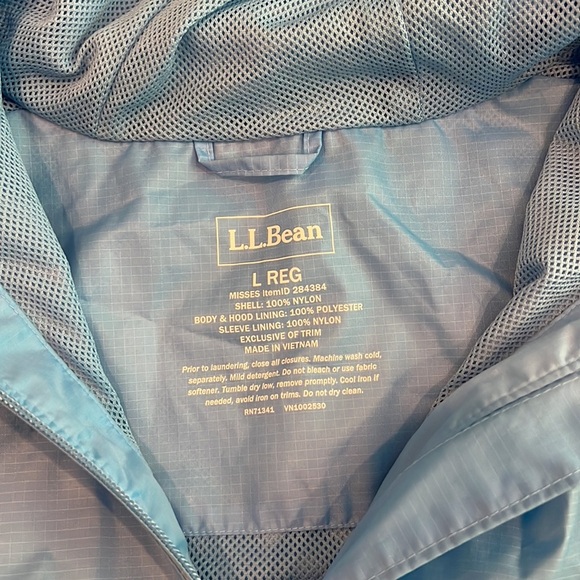 L.L.Bean
L REG
MISSES ItemID 284384
SHELL: 100% NYLON
BODY & HOOD LINING: 100% POLYESTER
SLEEVE LINING: 100% NYLON
EXCLUSIVE OF TRIM
MADE IN VIETNAM
Prior to laundering, close all closures. Machine wash cold,
separately. Mild detergent. Do not bleach or use fabric
softener. Tumble dry low, remove promptly. Cool iron if
needed, avoid iron on trims. Do not dry clean.
RN71341 VN1002530